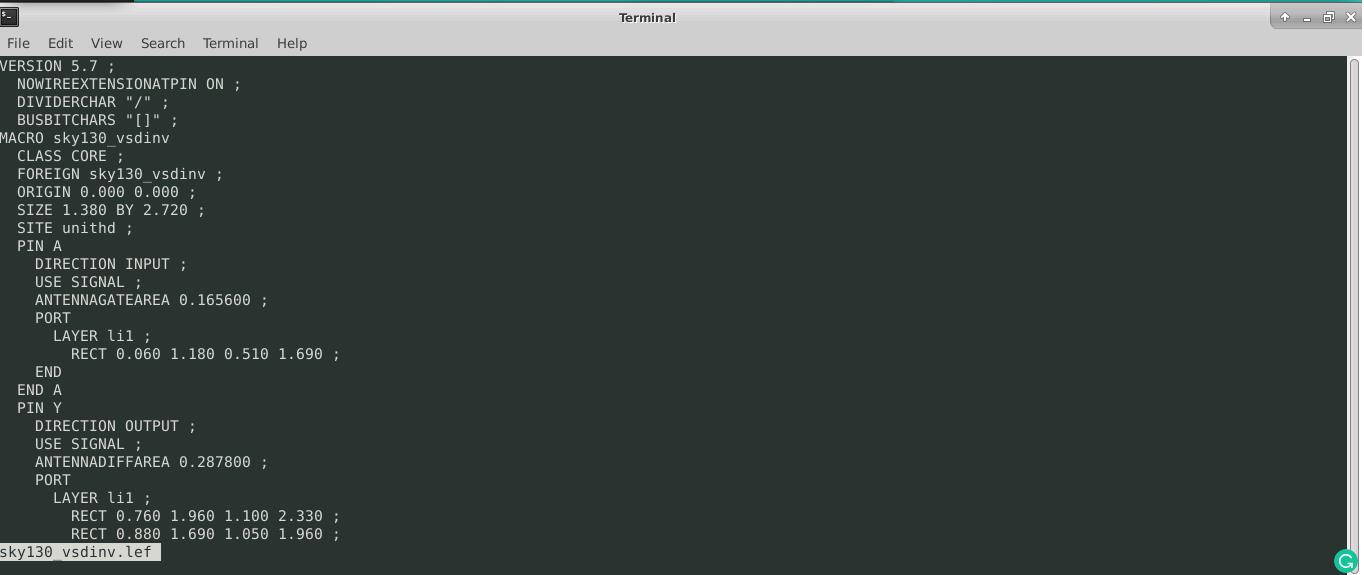 Terminal
File Edit View Search Terminal Help
VERSION 5.7 ;
  NOWIREEXTENSIONATPIN ON ;
  DIVIDERCHAR "/" ;
  BUSBITCHARS "[]" ;
MACRO sky130_vsdinv
  CLASS CORE ;
  FOREIGN sky130_vsdinv ;
  ORIGIN 0.000 0.000 ;
  SIZE 1.380 BY 2.720 ;
  SITE unithd ;
  PIN A
    DIRECTION INPUT ;
    USE SIGNAL ;
    ANTENNAGATEAREA 0.165600 ;
    PORT
      LAYER li1 ;
        RECT 0.060 1.180 0.510 1.690 ;
    END
  END A
  PIN Y
    DIRECTION OUTPUT ;
    USE SIGNAL ;
    ANTENNADIFFAREA 0.287800 ;
    PORT
      LAYER li1 ;
        RECT 0.760 1.960 1.100 2.330 ;
        RECT 0.880 1.690 1.050 1.960 ;
sky130_vsdinv.lef